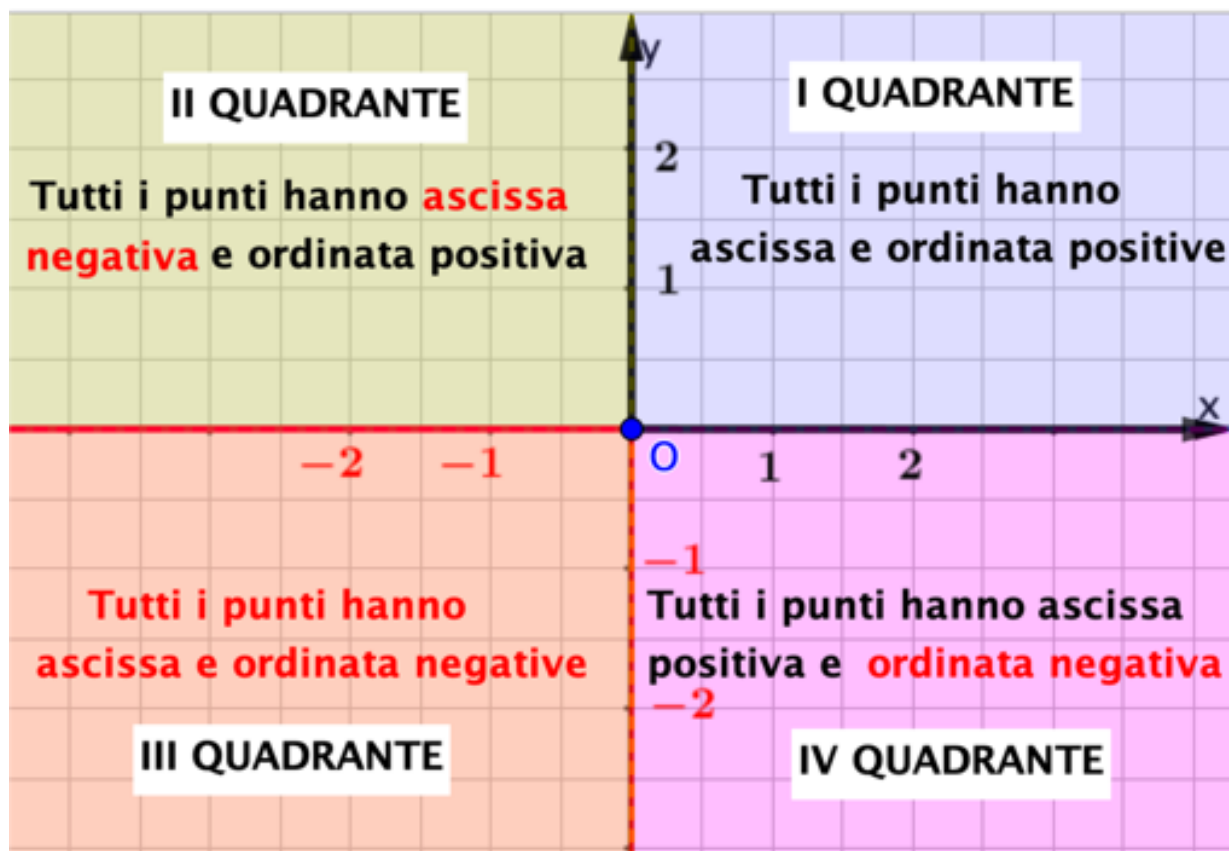 y
II QUADRANTE
I QUADRANTE
2
Tutti i punti hanno ascissa
negativa e ordinata positiva
Tutti i punti hanno
ascissa e ordinata positive
1
x
−2 −1 O 1 2
−1
Tutti i punti hanno
ascissa e ordinata negative
Tutti i punti hanno ascissa
positiva e ordinata negativa
−2
III QUADRANTE
IV QUADRANTE